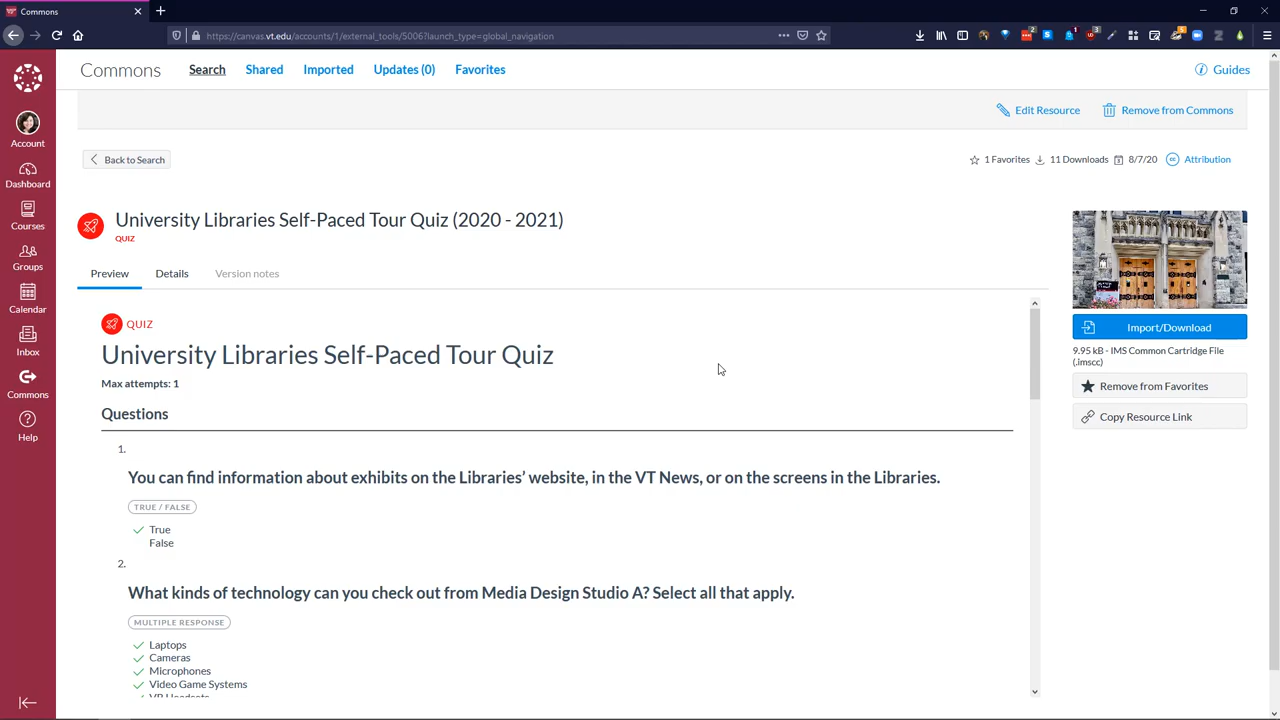 Commons
https://canvas.vt.edu/accounts/1/external_tools/5006?launch_type=global_navigation
Commons Search Shared Imported Updates (0) Favorites Guides
Edit Resource Remove from Commons
Back to Search 1 Favorites 11 Downloads 8/7/20 Attribution
University Libraries Self-Paced Tour Quiz (2020 - 2021)
QUIZ
Preview Details Version notes
QUIZ
University Libraries Self-Paced Tour Quiz
Max attempts: 1
Questions
1.
You can find information about exhibits on the Libraries’ website, in the VT News, or on the screens in the Libraries.
TRUE / FALSE
True
False
2.
What kinds of technology can you check out from Media Design Studio A? Select all that apply.
MULTIPLE RESPONSE
Laptops
Cameras
Microphones
Video Game Systems
VR Headsets
Import/Download
9.95 kB - IMS Common Cartridge File
(.imscc)
Remove from Favorites
Copy Resource Link
Account
Dashboard
Courses
Groups
Calendar
Inbox
Commons
Help